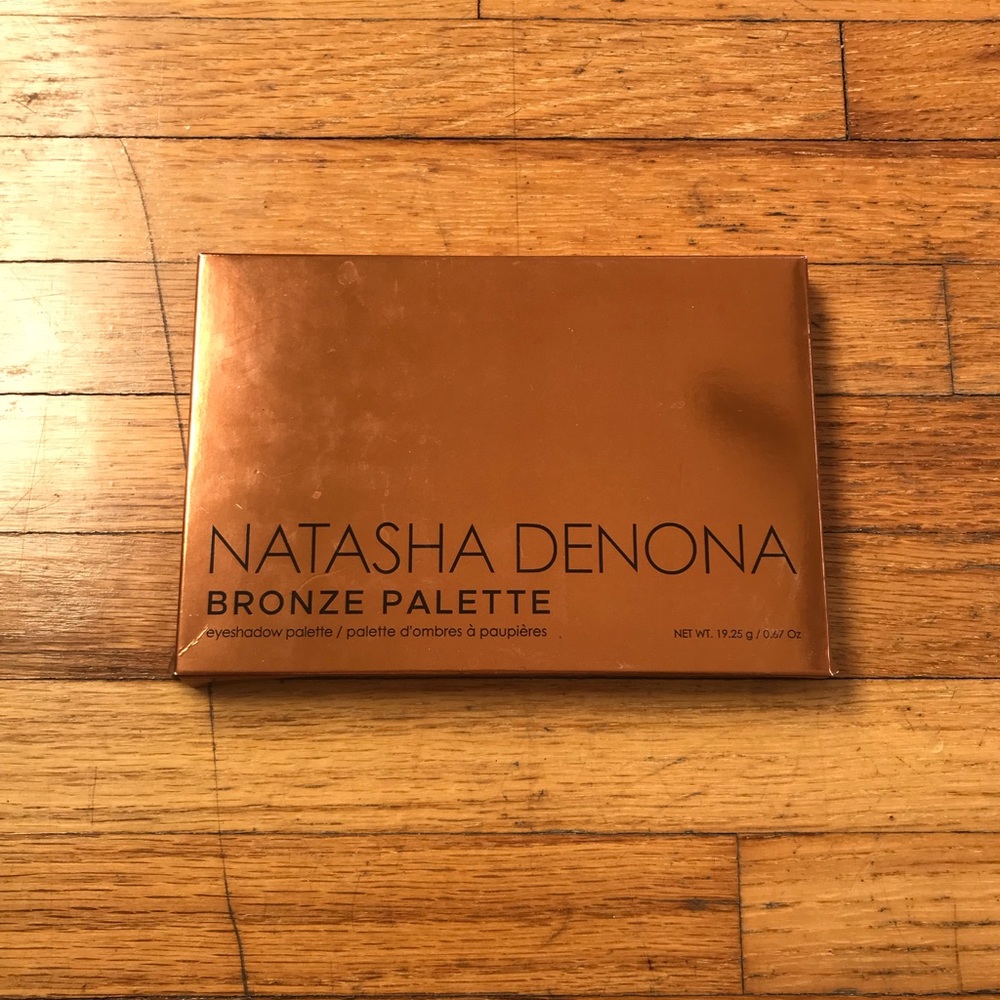 NATASHA DENONA
BRONZE PALETTE
eyeshadow palette / palette d'ombres à paupières
NET WT. 19.25 g / 0.67 Oz